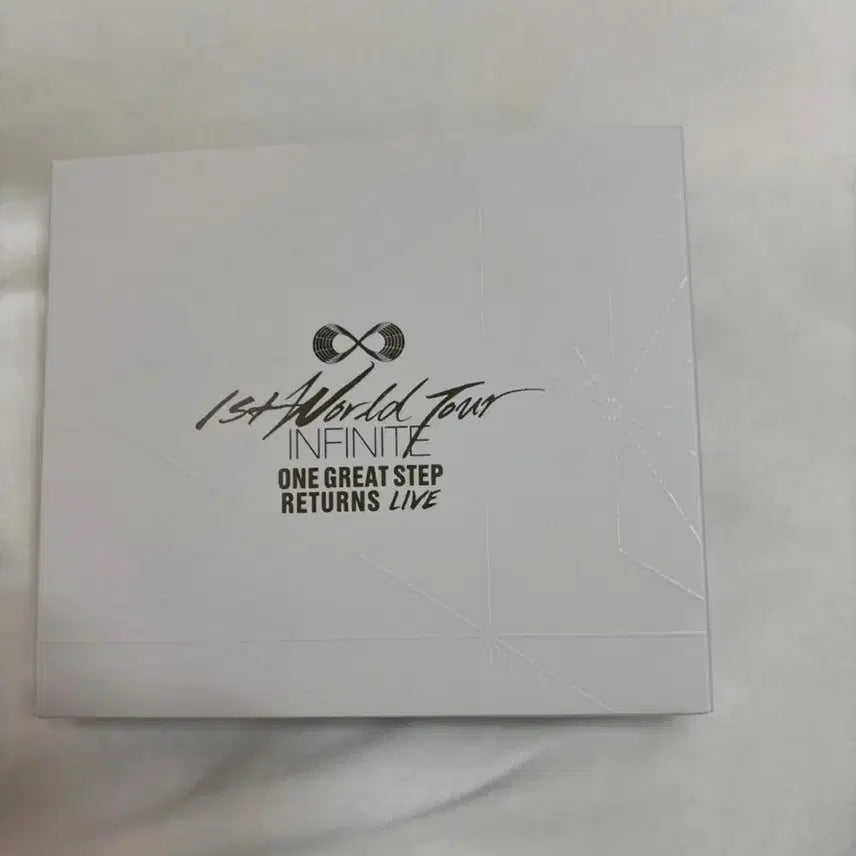 1st World Tour
INFINITE
ONE GREAT STEP
RETURNS LIVE